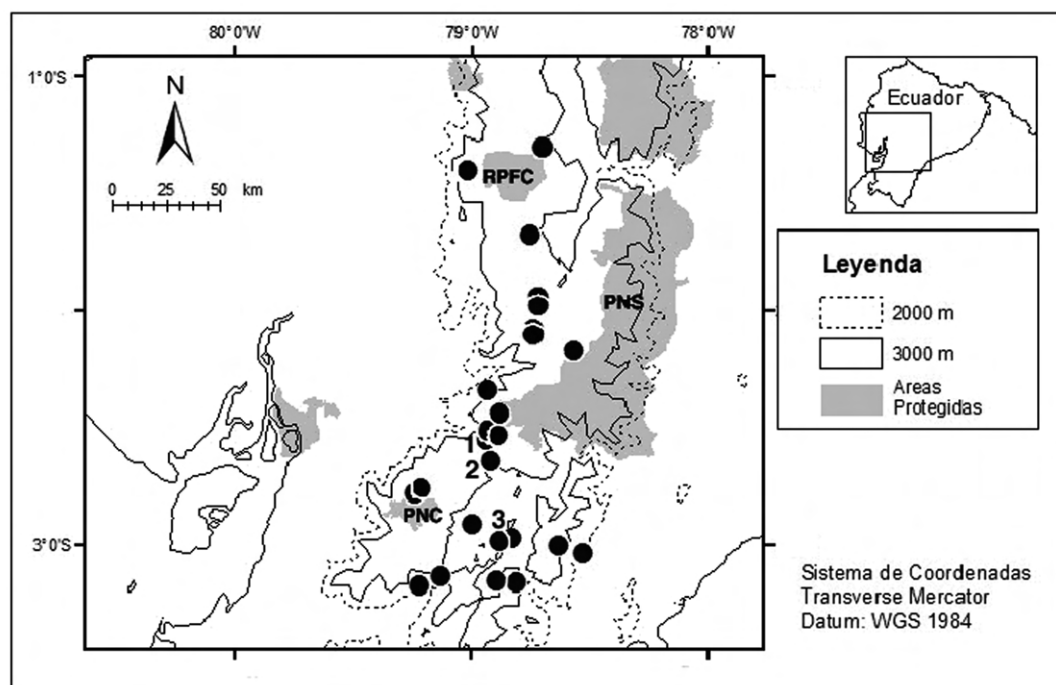 80°0'W 79°0'W 78°0'W
1°0'S
N
0 25 50 km
RPFC
PNS
1
2
PNC
3
3°0'S
Ecuador
Leyenda
2000 m
3000 m
Areas
Protegidas
Sistema de Coordenadas
Transverse Mercator
Datum: WGS 1984